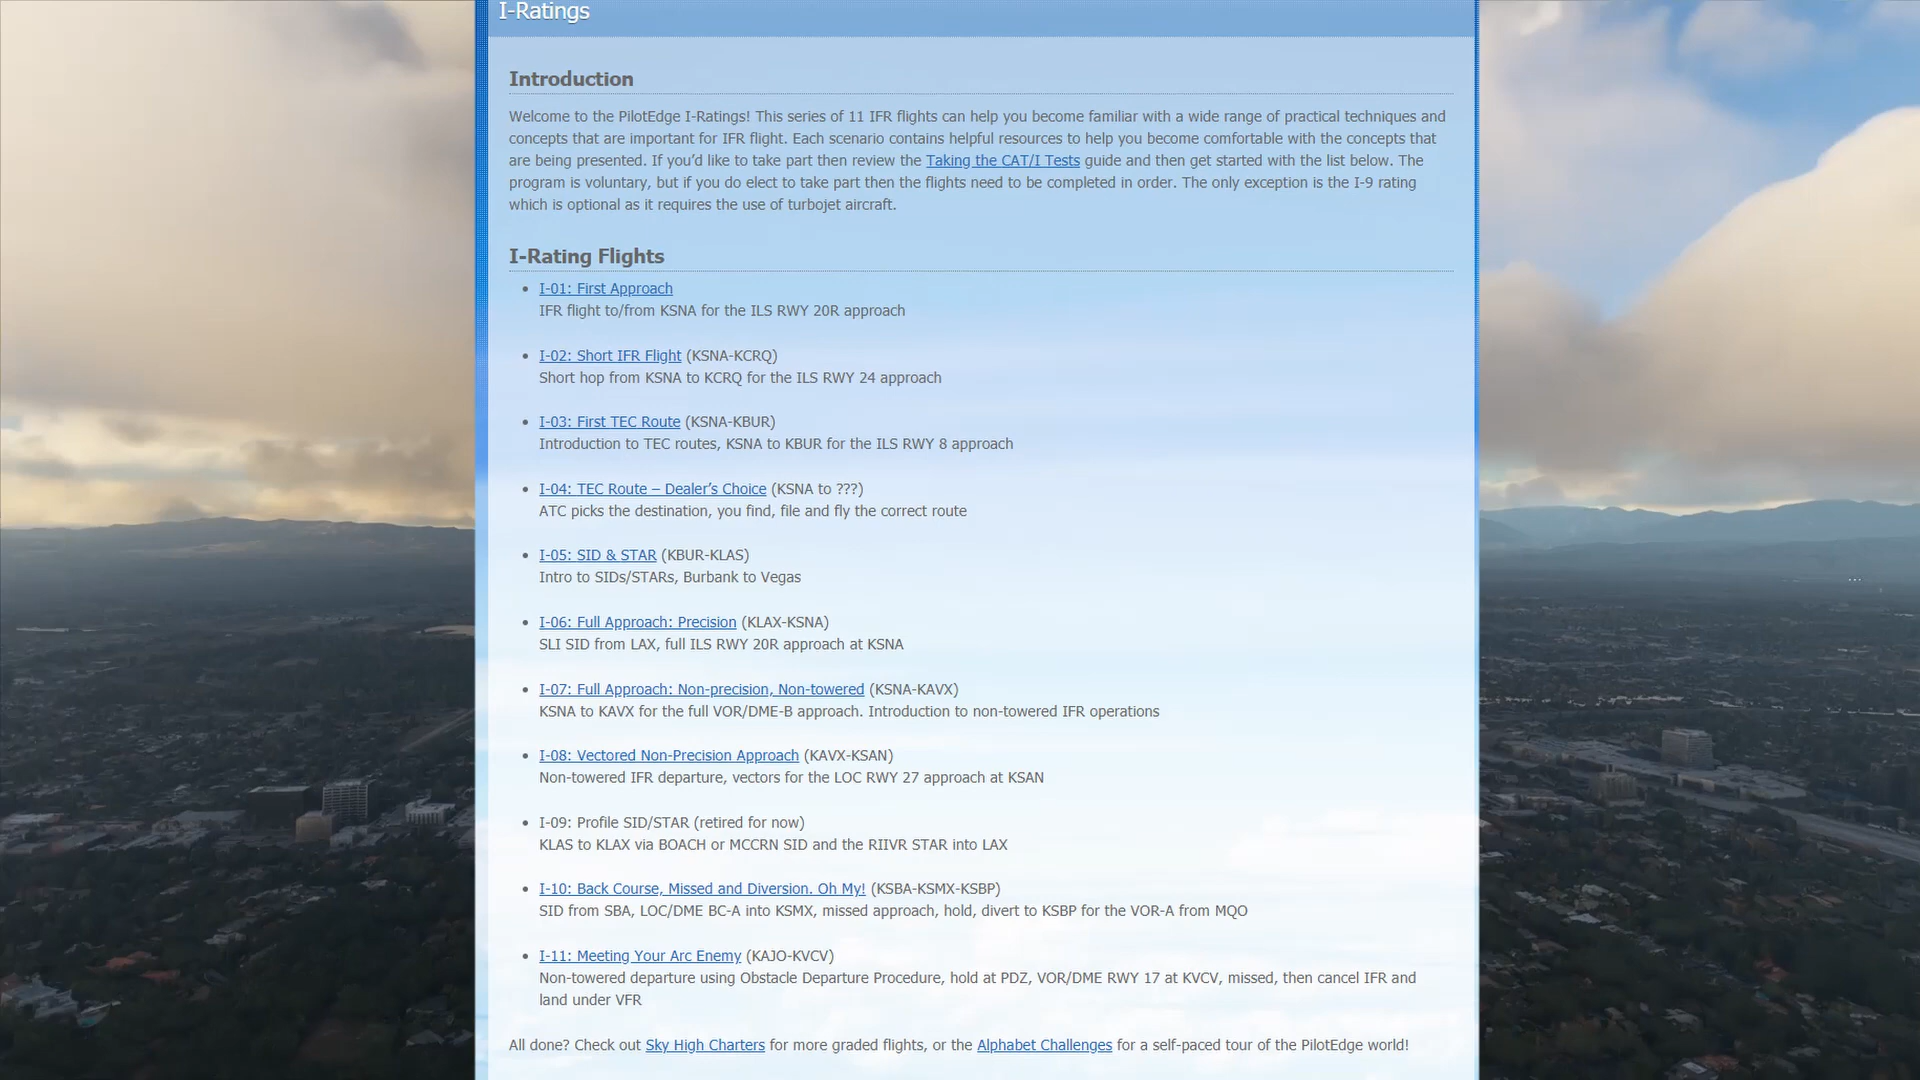 I-Ratings
Introduction
Welcome to the PilotEdge I-Ratings! This series of 11 IFR flights can help you become familiar with a wide range of practical techniques and
concepts that are important for IFR flight. Each scenario contains helpful resources to help you become comfortable with the concepts that
are being presented. If you’d like to take part then review the Taking the CAT/I Tests guide and then get started with the list below. The
program is voluntary, but if you do elect to take part then the flights need to be completed in order. The only exception is the I-9 rating
which is optional as it requires the use of turbojet aircraft.
I-Rating Flights
• I-01: First Approach
IFR flight to/from KSNA for the ILS RWY 20R approach
• I-02: Short IFR Flight (KSNA-KCRQ)
Short hop from KSNA to KCRQ for the ILS RWY 24 approach
• I-03: First TEC Route (KSNA-KBUR)
Introduction to TEC routes, KSNA to KBUR for the ILS RWY 8 approach
• I-04: TEC Route – Dealer’s Choice (KSNA to ???)
ATC picks the destination, you find, file and fly the correct route
• I-05: SID & STAR (KBUR-KLAS)
Intro to SIDs/STARs, Burbank to Vegas
• I-06: Full Approach: Precision (KLAX-KSNA)
SLI SID from LAX, full ILS RWY 20R approach at KSNA
• I-07: Full Approach: Non-precision, Non-towered (KSNA-KAVX)
KSNA to KAVX for the full VOR/DME-B approach. Introduction to non-towered IFR operations
• I-08: Vectored Non-Precision Approach (KAVX-KSAN)
Non-towered IFR departure, vectors for the LOC RWY 27 approach at KSAN
• I-09: Profile SID/STAR (retired for now)
KLAS to KLAX via BOACH or MCCRN SID and the RIIVR STAR into LAX
• I-10: Back Course, Missed and Diversion. Oh My! (KSBA-KSMX-KSBP)
SID from SBA, LOC/DME BC-A into KSMX, missed approach, hold, divert to KSBP for the VOR-A from MQO
• I-11: Meeting Your Arc Enemy (KAJO-KVCV)
Non-towered departure using Obstacle Departure Procedure, hold at PDZ, VOR/DME RWY 17 at KVCV, missed, then cancel IFR and
land under VFR
All done? Check out Sky High Charters for more graded flights, or the Alphabet Challenges for a self-paced tour of the PilotEdge world!